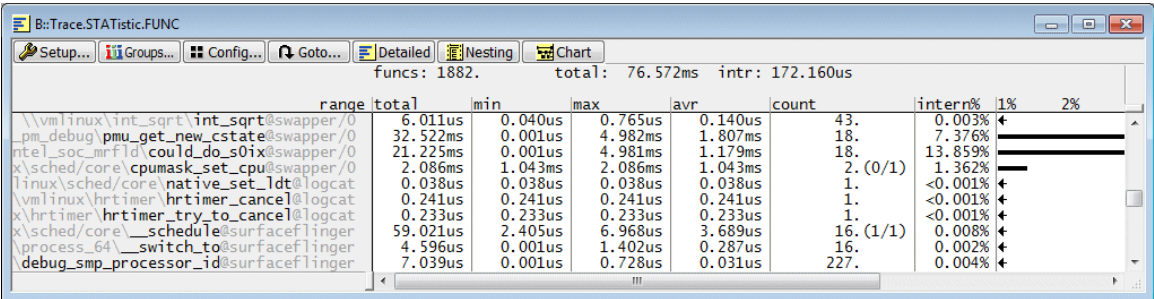 B::Trace.STATistic.FUNC
Setup... Groups... Config... Goto... Detailed Nesting Chart
funcs: 1882. total: 76.572ms intr: 172.160us
range total min max avr count intern% 1% 2%
\\vmlinux\int_sqrt\int_sqrt@swapper/0 6.011us 0.040us 0.765us 0.140us 43. 0.003%
_pm_debug\pmu_get_new_cstate@swapper/0 32.522ms 0.001us 4.982ms 1.807ms 18. 7.376%
ntel_soc_mrfld\could_do_s0ix@swapper/0 21.225ms 0.001us 4.981ms 1.179ms 18. 13.859%
x\sched/core\cpumask_set_cpu@swapper/0 2.086ms 1.043ms 2.086ms 1.043ms 2. (0/1) 1.362%
linux\sched/core\native_set_ldt@logcat 0.038us 0.038us 0.038us 0.038us 1. <0.001%
\vmlinux\hrtimer\hrtimer_cancel@logcat 0.241us 0.241us 0.241us 0.241us 1. <0.001%
x\hrtimer\hrtimer_try_to_cancel@logcat 0.233us 0.233us 0.233us 0.233us 1. <0.001%
x\sched/core\__schedule@surfaceflinger 59.021us 2.405us 6.968us 3.689us 16. (1/1) 0.008%
\process_64\__switch_to@surfaceflinger 4.596us 0.001us 1.402us 0.287us 16. 0.002%
\debug_smp_processor_id@surfaceflinger 7.039us 0.001us 0.728us 0.031us 227. 0.004%